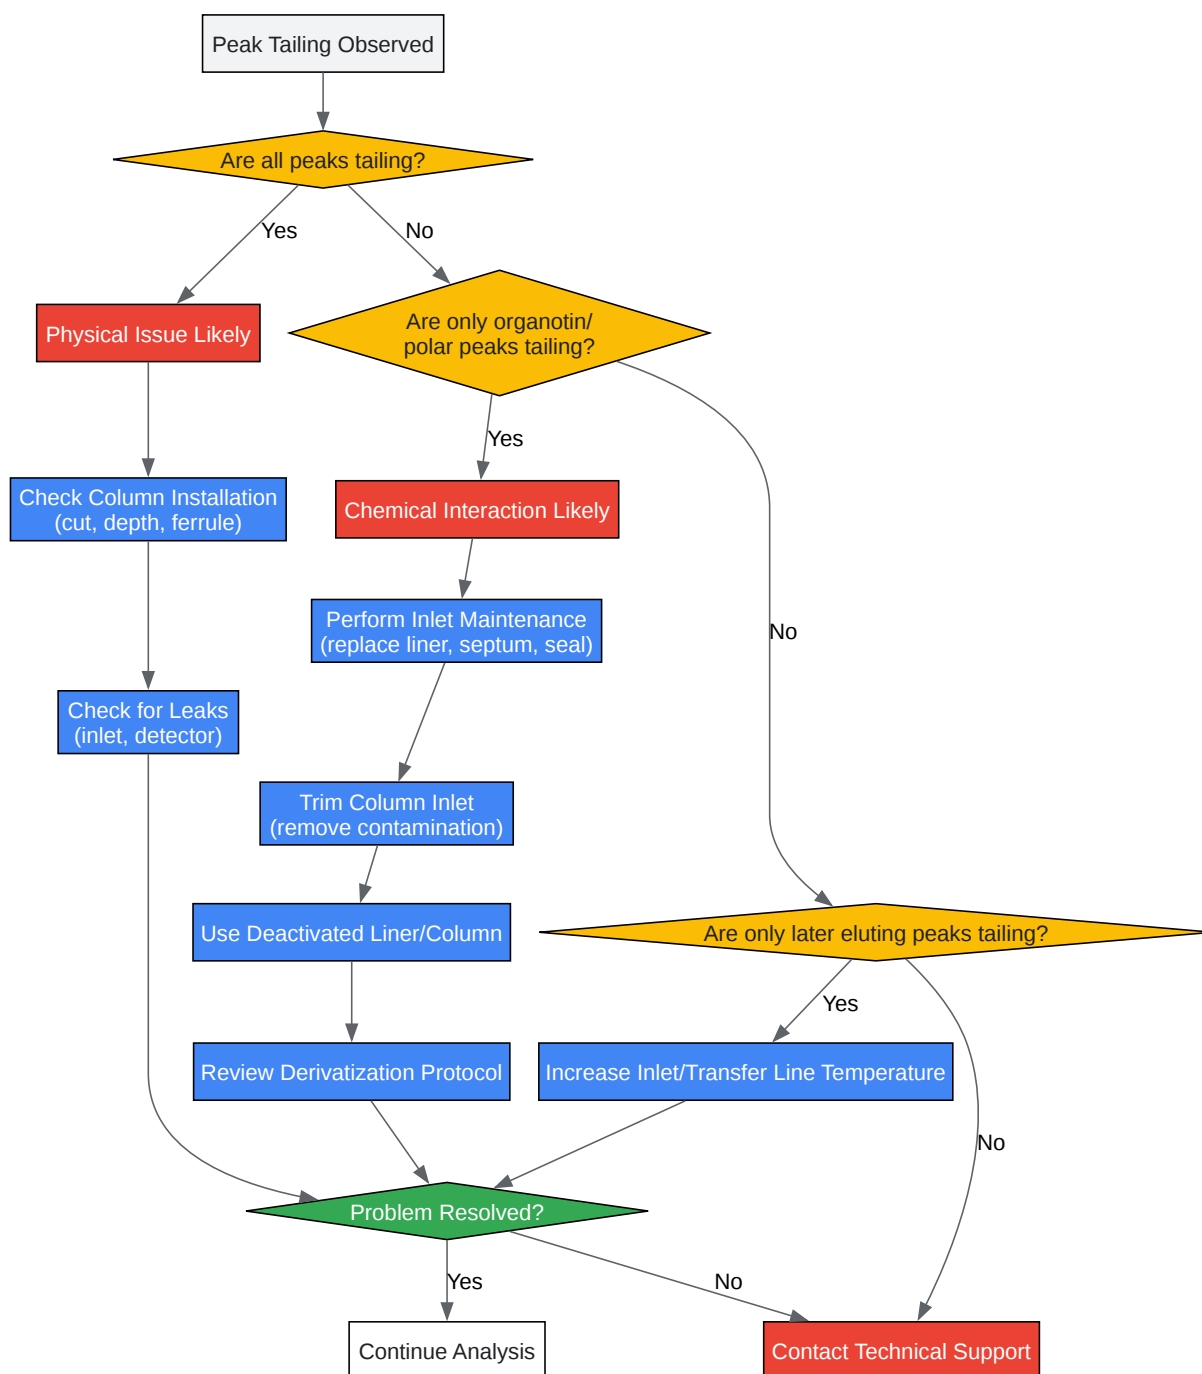 Peak Tailing Observed
Are all peaks tailing?
Yes
No
Physical Issue Likely
Are only organotin/
polar peaks tailing?
Yes
Check Column Installation
(cut, depth, ferrule)
Chemical Interaction Likely
Perform Inlet Maintenance
(replace liner, septum, seal)
No
Check for Leaks
(inlet, detector)
Trim Column Inlet
(remove contamination)
Use Deactivated Liner/Column
Are only later eluting peaks tailing?
Yes
Review Derivatization Protocol
Increase Inlet/Transfer Line Temperature
No
Problem Resolved?
Yes
No
Continue Analysis
Contact Technical Support